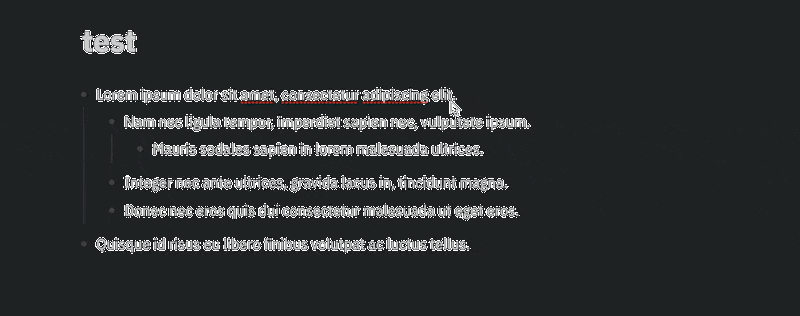 test
Lorem ipsum dolor sit amet, consectetur adipiscing elit.
Nam nec ligula tempor, imperdiet sapien nec, vulputate ipsum.
Mauris sodales sapien in lorem malesuada ultrices.
Integer nec ante ultrices, gravida lacus in, tincidunt magna.
Donec nec eros quis dui consectetur malesuada ut eget eros.
Quisque id risus eu libero finibus volutpat ac luctus tellus.